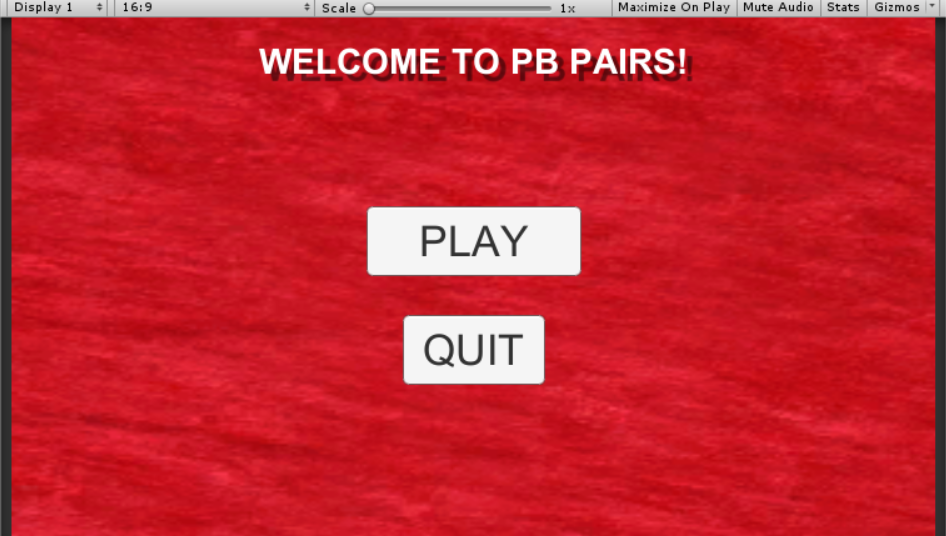 Display 1 16:9 Scale 1x Maximize On Play Mute Audio Stats Gizmos
WELCOME TO PB PAIRS!
PLAY
QUIT